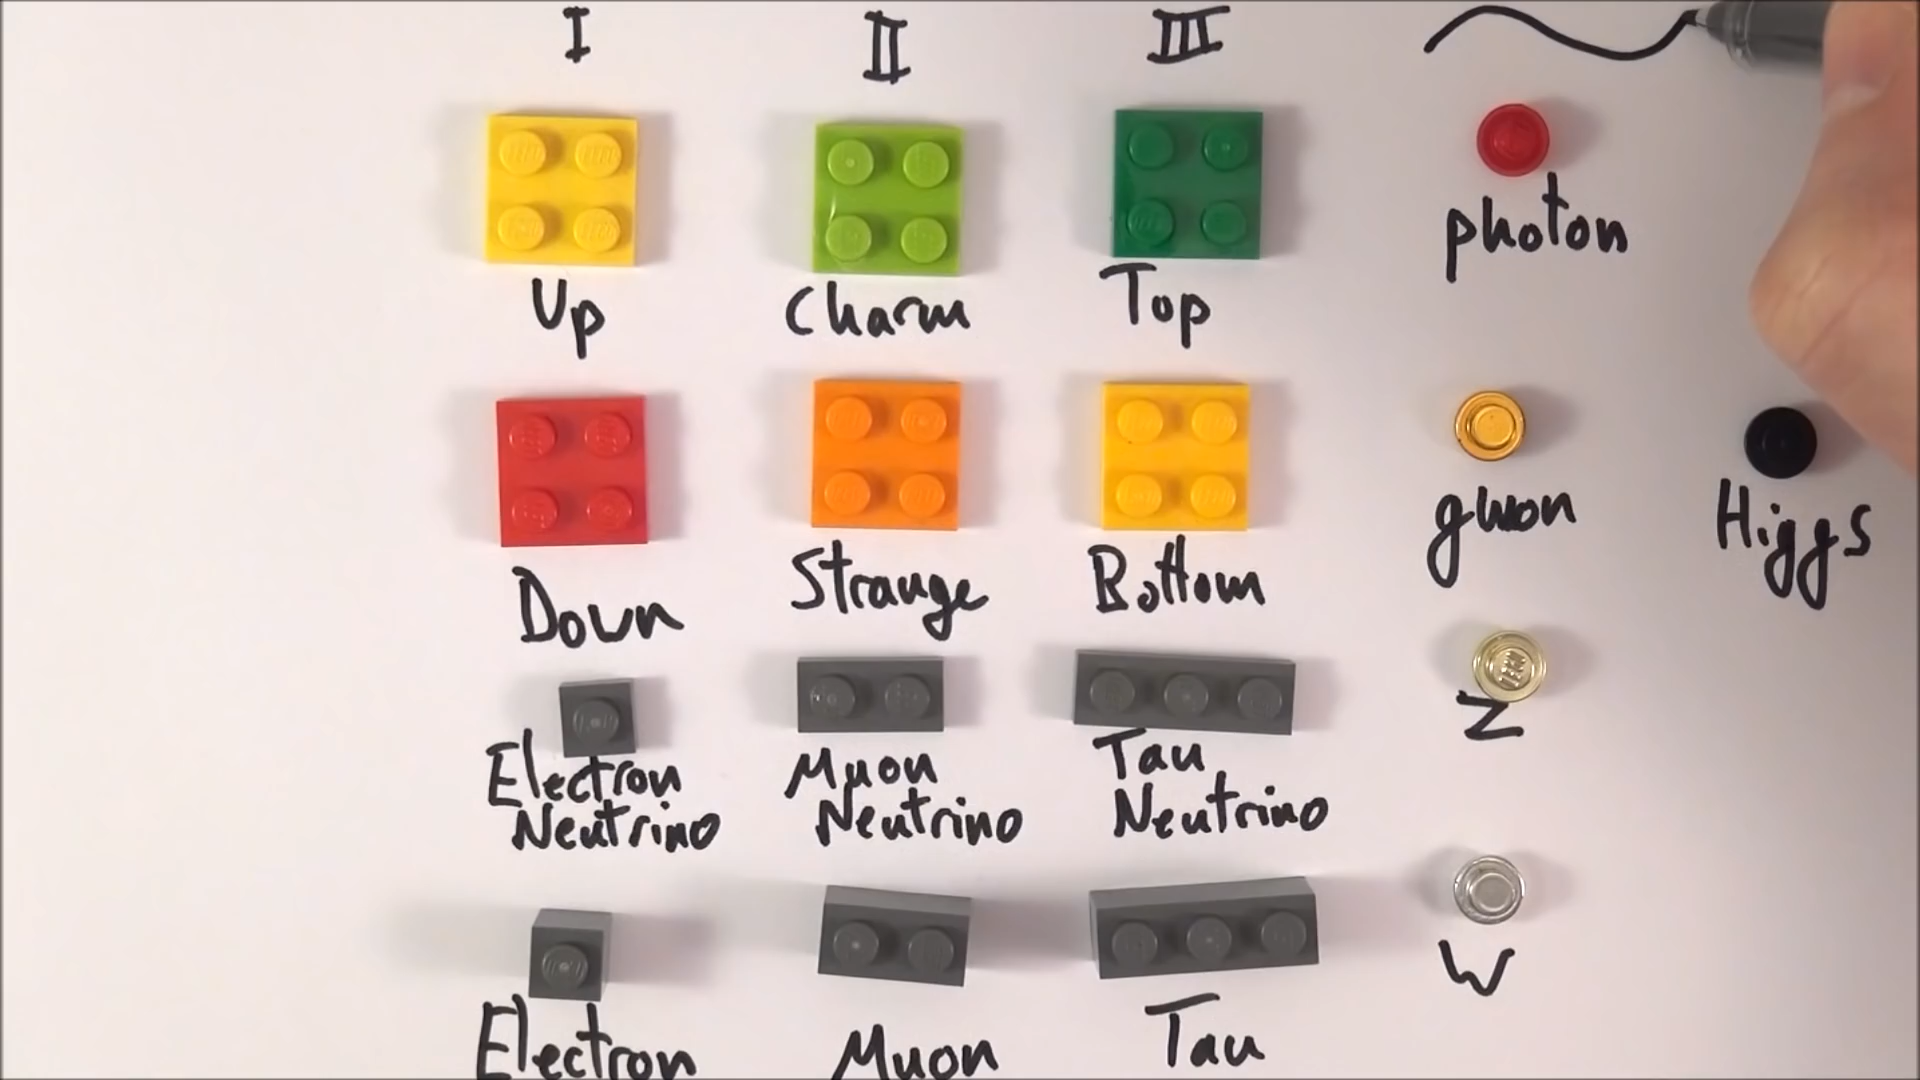 I II III
Up Charm Top photon
Down Strange Bottom gluon Higgs
Electron Muon Tau Z
Neutrino Neutrino Neutrino
Electron Muon Tau W